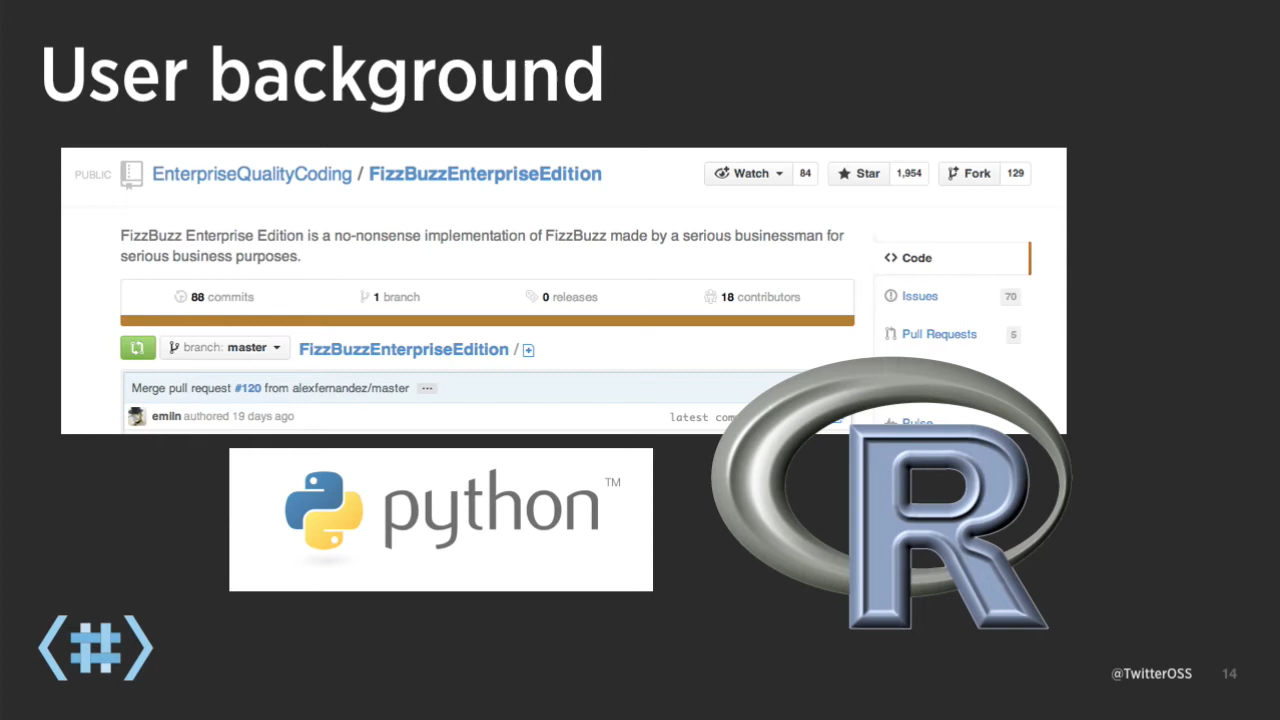 User background
PUBLIC EnterpriseQualityCoding / FizzBuzzEnterpriseEdition Watch 84 Star 1,954 Fork 129
FizzBuzz Enterprise Edition is a no-nonsense implementation of FizzBuzz made by a serious businessman for
serious business purposes.
<> Code
88 commits 1 branch 0 releases 18 contributors
Issues 70
Pull Requests 5
branch: master FizzBuzzEnterpriseEdition /
Merge pull request #120 from alexfernandez/master ...
emiln authored 19 days ago latest
Pulse
python TM
R
<#>
@TwitterOSS 14